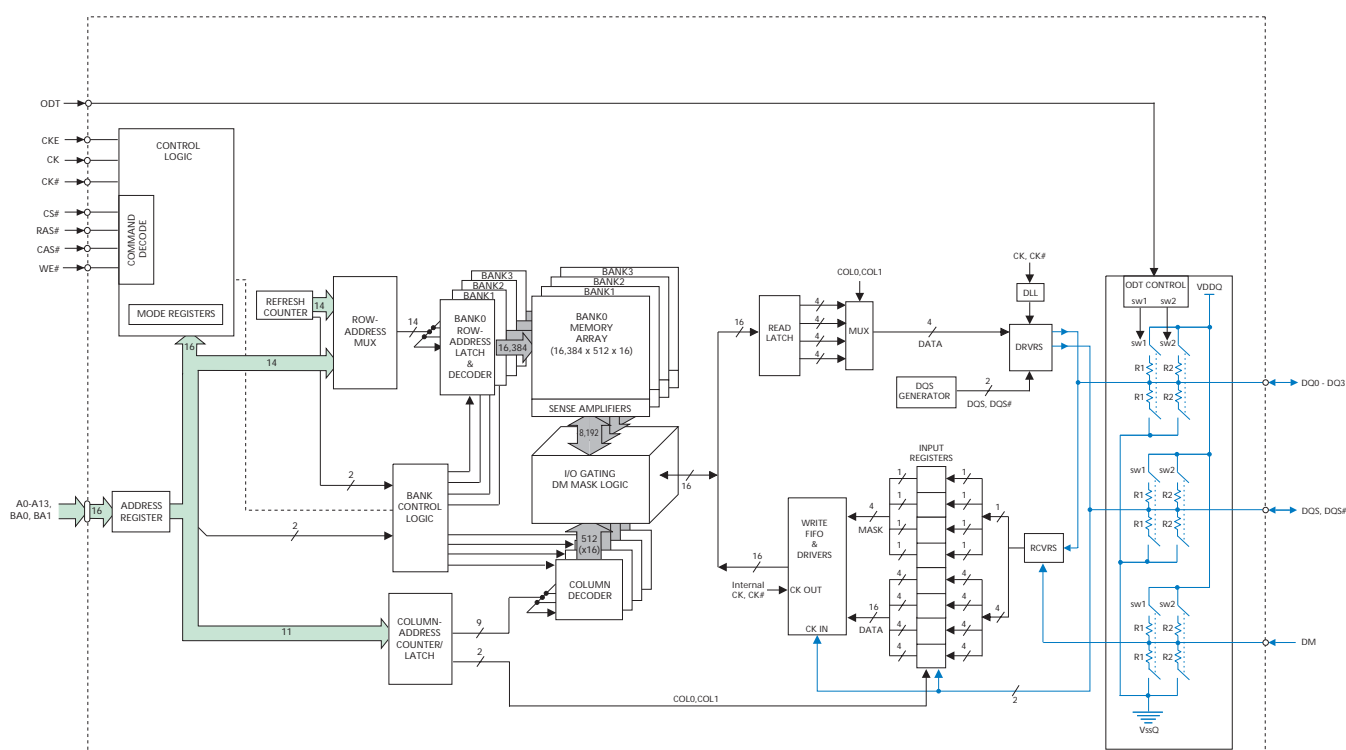 ODT
CKE
CK
CK#
CS#
RAS#
CAS#
WE#
CONTROL
LOGIC
COMMAND
DECODE
MODE REGISTERS
16
A0-A13,
BA0, BA1
16
ADDRESS
REGISTER
REFRESH
COUNTER
14
14
ROW-
ADDRESS
MUX
14
2
2
11
BANK3
BANK2
BANK1
BANK0
ROW-
ADDRESS
LATCH
&
DECODER
16,384
BANK3
BANK2
BANK1
BANK0
MEMORY
ARRAY
(16,384 x 512 x 16)
SENSE AMPLIFIERS
8,192
I/O GATING
DM MASK LOGIC
16
BANK
CONTROL
LOGIC
512
(x16)
COLUMN
DECODER
COLUMN-
ADDRESS
COUNTER/
LATCH
9
2
COL0,COL1
16
READ
LATCH
4
4
4
4
COL0,COL1
MUX
4
DATA
CK, CK#
DLL
DRVRS
DQS
GENERATOR
2
DQS, DQS#
INPUT
REGISTERS
1
1
1
1
4
4
4
4
1
1
1
1
4
4
4
4
1
4
RCVRS
4
MASK
16
DATA
WRITE
FIFO
&
DRIVERS
CK OUT
CK IN
16
Internal
CK, CK#
2
ODT CONTROL
sw1
sw2
VDDQ
sw1
sw2
R1
R2
R1
R2
sw1
sw2
R1
R2
R1
R2
sw1
sw2
R1
R2
R1
R2
VssQ
DQ0 - DQ3
DQS, DQS#
DM